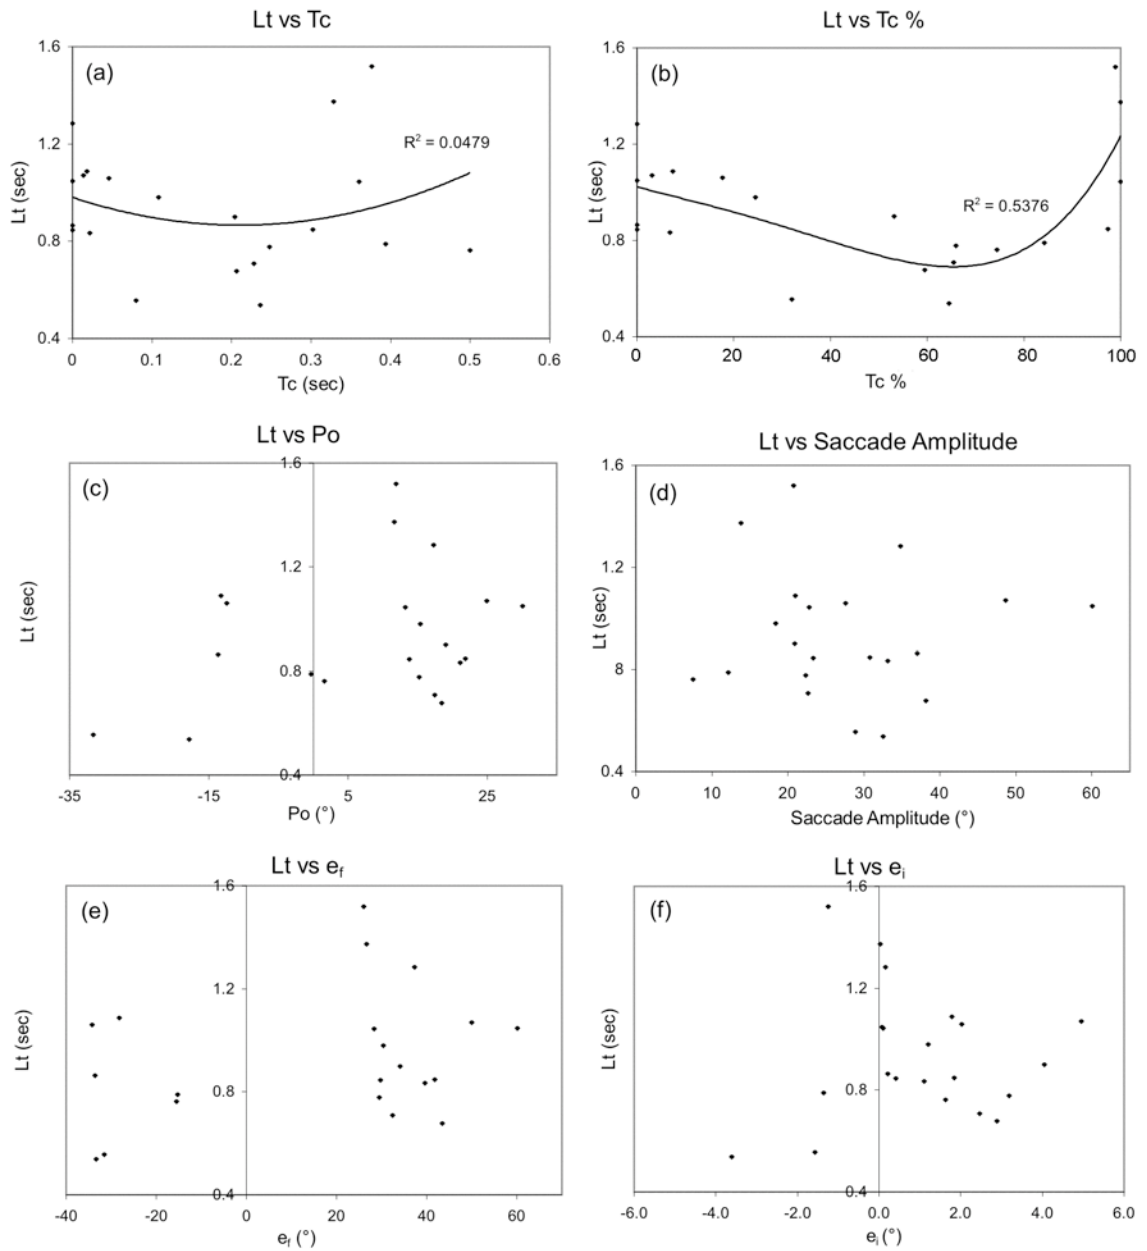 Lt vs Tc
(a)
1.6
1.2
0.8
0.4
Lt (sec)
R² = 0.0479
0 0.1 0.2 0.3 0.4 0.5 0.6
Tc (sec)
Lt vs Tc %
(b)
1.6
1.2
0.8
0.4
Lt (sec)
R² = 0.5376
0 20 40 60 80 100
Tc %
Lt vs Po
(c)
1.6
1.2
0.8
0.4
Lt (sec)
-35 -15 5 25
Po (°)
Lt vs Saccade Amplitude
(d)
1.6
1.2
8
0.4
Lt (sec)
0 10 20 30 40 50 60
Saccade Amplitude (°)
Lt vs e_f
(e)
1.6
1.2
0.8
0.4
Lt (sec)
-40 -20 0 20 40 60
e_f (°)
Lt vs e_i
(f)
1.6
1.2
0.8
0.4
Lt (sec)
-6.0 -4.0 -2.0 0.0 2.0 4.0 6.0
e_i (°)